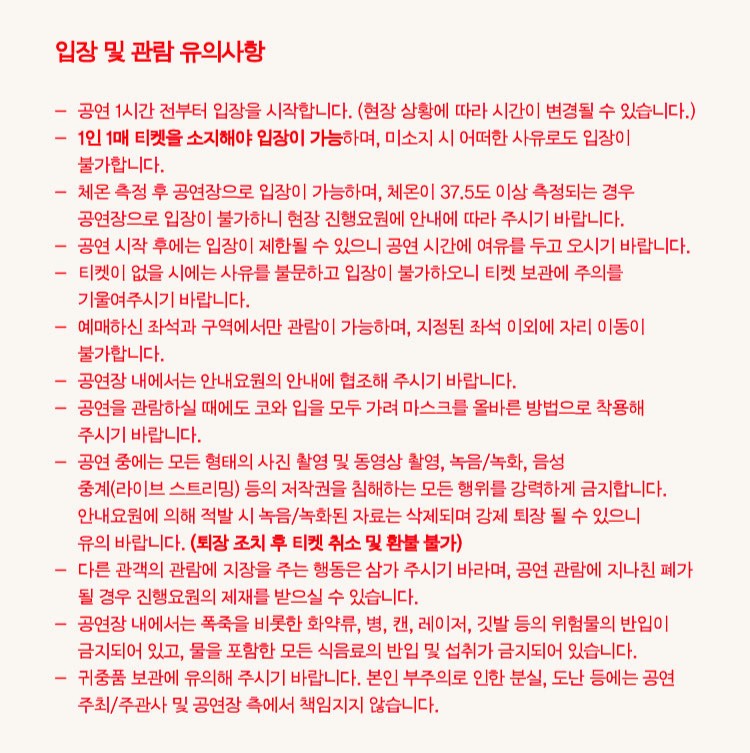 입장 및 관람 유의사항
– 공연 1시간 전부터 입장을 시작합니다. (현장 상황에 따라 시간이 변경될 수 있습니다.)
– 1인 1매 티켓을 소지해야 입장이 가능하며, 미소지 시 어떠한 사유로도 입장이
불가합니다.
– 체온 측정 후 공연장으로 입장이 가능하며, 체온이 37.5도 이상 측정되는 경우
공연장으로 입장이 불가하니 현장 진행요원에 안내에 따라 주시기 바랍니다.
– 공연 시작 후에는 입장이 제한될 수 있으니 공연 시간에 여유를 두고 오시기 바랍니다.
– 티켓이 없을 시에는 사유를 불문하고 입장이 불가하오니 티켓 보관에 주의를
기울여주시기 바랍니다.
– 예매하신 좌석과 구역에서만 관람이 가능하며, 지정된 좌석 이외에 자리 이동이
불가합니다.
– 공연장 내에서는 안내요원의 안내에 협조해 주시기 바랍니다.
– 공연을 관람하실 때에도 코와 입을 모두 가려 마스크를 올바른 방법으로 착용해
주시기 바랍니다.
– 공연 중에는 모든 형태의 사진 촬영 및 동영상 촬영, 녹음/녹화, 음성
중계(라이브 스트리밍) 등의 저작권을 침해하는 모든 행위를 강력하게 금지합니다.
안내요원에 의해 적발 시 녹음/녹화된 자료는 삭제되며 강제 퇴장 될 수 있으니
유의 바랍니다. (퇴장 조치 후 티켓 취소 및 환불 불가)
– 다른 관객의 관람에 지장을 주는 행동은 삼가 주시기 바라며, 공연 관람에 지나친 폐가
될 경우 진행요원의 제재를 받으실 수 있습니다.
– 공연장 내에서는 폭죽을 비롯한 화약류, 병, 캔, 레이저, 깃발 등의 위험물의 반입이
금지되어 있고, 물을 포함한 모든 식음료의 반입 및 섭취가 금지되어 있습니다.
– 귀중품 보관에 유의해 주시기 바랍니다. 본인 부주의로 인한 분실, 도난 등에는 공연
주최/주관사 및 공연장 측에서 책임지지 않습니다.